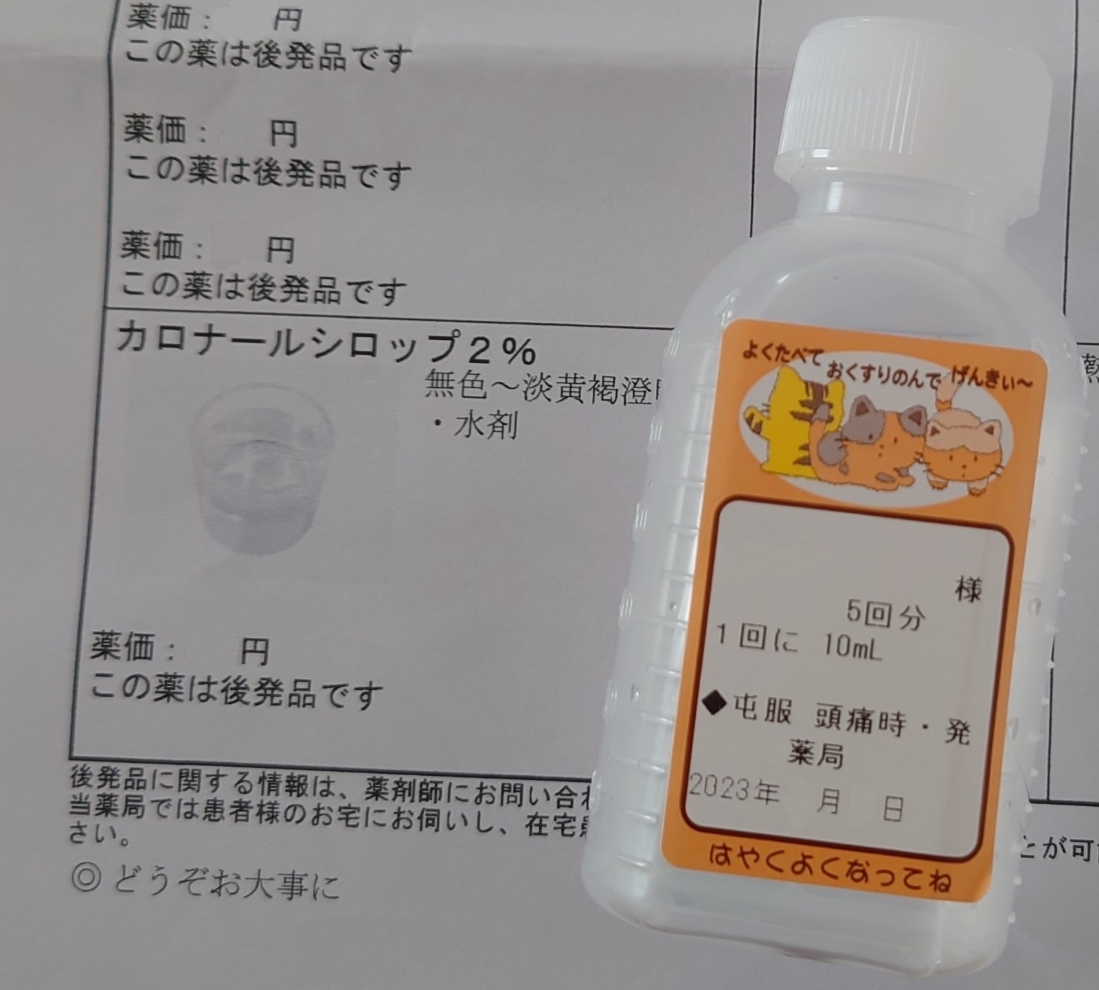 薬価： 円
この薬は後発品です
薬価： 円
この薬は後発品です
薬価： 円
この薬は後発品です
カロナールシロップ２％
無色～淡黄褐澄
・水剤
薬価： 円
この薬は後発品です
後発品に関する情報は、薬剤師にお問い合わ
当薬局では患者様のお宅にお伺いし、在宅
さい。
◎どうぞお大事に
とが可
よくたべて おくすりのんで げんきぃ～
様
5回分
1回に 10mL
◆屯服 頭痛時・発
薬局
2023年 月 日
はやくよくなってね